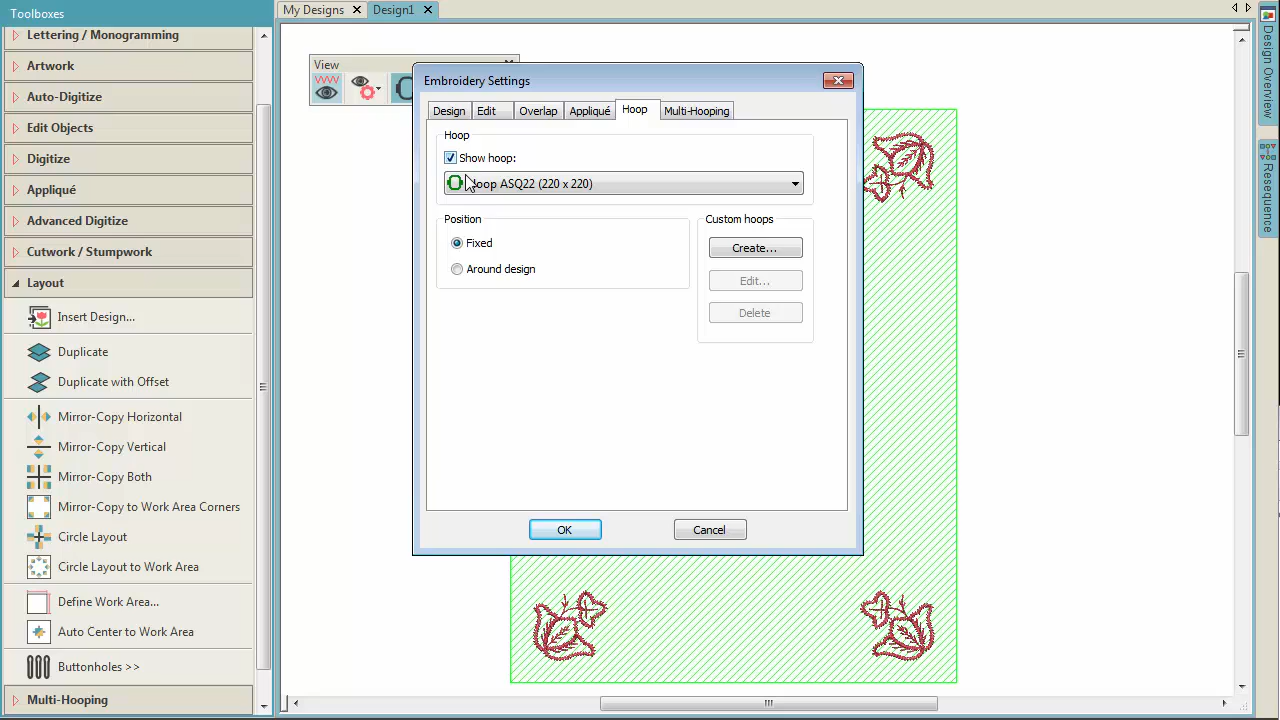 Toolboxes
My Designs
Design1
Lettering / Monogramming
Artwork
Auto-Digitize
Edit Objects
Digitize
Appliqué
Advanced Digitize
Cutwork / Stumpwork
Layout
Insert Design...
Duplicate
Duplicate with Offset
Mirror-Copy Horizontal
Mirror-Copy Vertical
Mirror-Copy Both
Mirror-Copy to Work Area Corners
Circle Layout
Circle Layout to Work Area
Define Work Area...
Auto Center to Work Area
Buttonholes >>
Multi-Hooping
View
Embroidery Settings
Design
Edit
Overlap
Appliqué
Hoop
Multi-Hooping
Hoop
Show hoop:
Hoop ASQ22 (220 x 220)
Position
Fixed
Around design
Custom hoops
Create...
Edit...
Delete
OK
Cancel
Design Overview
Resequence